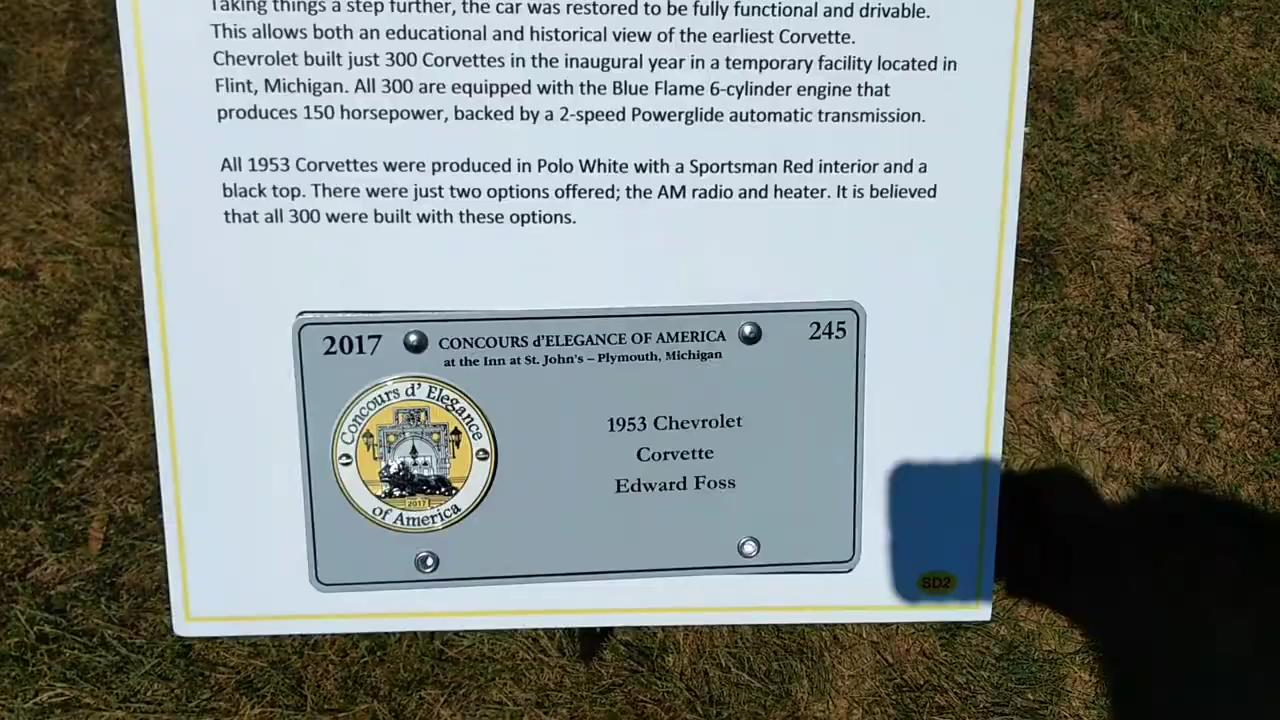 Taking things a step further, the car was restored to be fully functional and drivable.
This allows both an educational and historical view of the earliest Corvette.
Chevrolet built just 300 Corvettes in the inaugural year in a temporary facility located in
Flint, Michigan. All 300 are equipped with the Blue Flame 6-cylinder engine that
produces 150 horsepower, backed by a 2-speed Powerglide automatic transmission.
All 1953 Corvettes were produced in Polo White with a Sportsman Red interior and a
black top. There were just two options offered; the AM radio and heater. It is believed
that all 300 were built with these options.
2017
CONCOURS d'ELEGANCE OF AMERICA
245
at the Inn at St. John's – Plymouth, Michigan
Concours d' Elegance
2017
of America
1953 Chevrolet
Corvette
Edward Foss
SD2